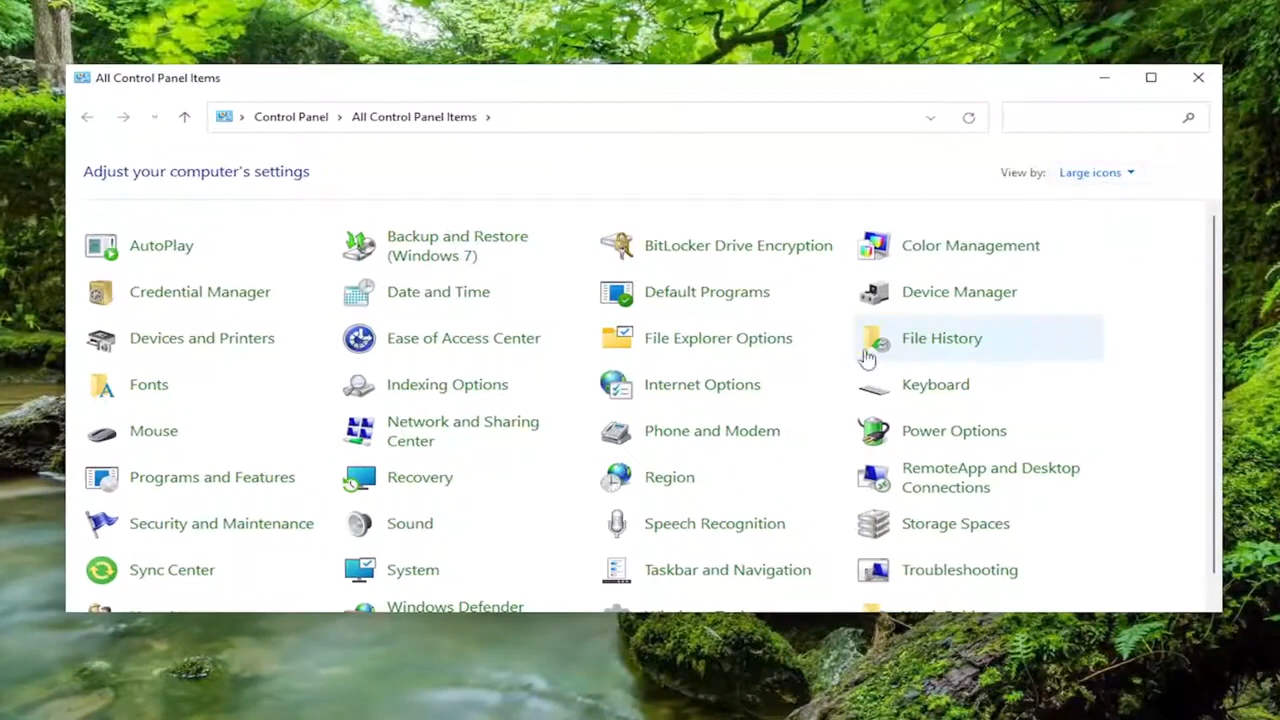 All Control Panel Items
Control Panel › All Control Panel Items ›
Adjust your computer's settings
View by: Large icons
AutoPlay
Backup and Restore
(Windows 7)
BitLocker Drive Encryption
Color Management
Credential Manager
Date and Time
Default Programs
Device Manager
Devices and Printers
Ease of Access Center
File Explorer Options
File History
Fonts
Indexing Options
Internet Options
Keyboard
Mouse
Network and Sharing
Center
Phone and Modem
Power Options
Programs and Features
Recovery
Region
RemoteApp and Desktop
Connections
Security and Maintenance
Sound
Speech Recognition
Storage Spaces
Sync Center
System
Taskbar and Navigation
Troubleshooting
Windows Defender